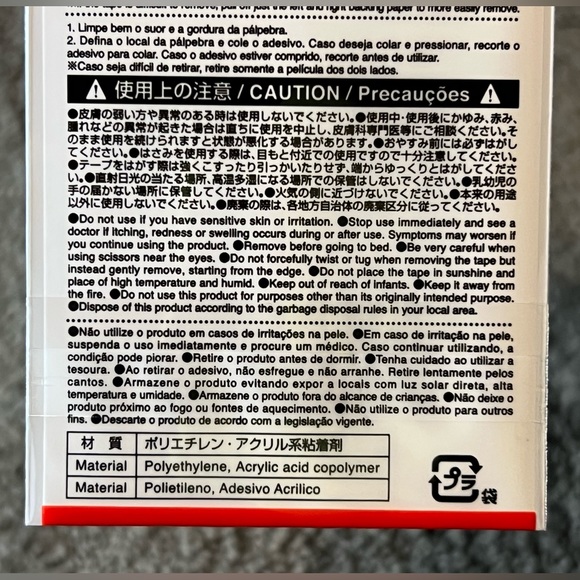 the tape is difficult to remove, pull off just the left and right backing paper to more easily remove.
1. Limpe bem o suor e a gordura da pálpebra.
2. Defina o local da pálpebra e cole o adesivo. Caso deseja colar e pressionar, recorte o
adesivo para colar. Caso o adesivo estiver comprido, recorte antes de utilizar.
※Caso seja difícil de retirar, retire somente a película dos dois lados.
使用上の注意 / CAUTION / Precauções
●皮膚の弱い方や異常のある時は使用しないでください。●使用中・使用後にかゆみ、赤み、
腫れなどの異常が起きた場合は直ちに使用を中止し、皮膚科専門医等にご相談ください。そ
のまま使用を続けられますと状態が悪化する場合があります。●おやすみ前には必ずはがし
てください。●はさみを使用する際は、目もと付近での使用ですので十分注意してください。
●テープをはがす際は強くこすったり引っかいたりせず、端からゆっくりとはがしてくださ
い。●直射日光の当たる場所、高温多湿になる場所での保管はしないでください。●乳幼児の
手の届かない場所に保管してください。●火気の側に近づけないでください。●本来の用途
以外に使用しないでください。●廃棄の際は、各地方自治体の廃棄区分に従ってください。
●Do not use if you have sensitive skin or irritation. ●Stop use immediately and see a
doctor if itching, redness or swelling occurs during or after use. Symptoms may worsen if
you continue using the product. ●Remove before going to bed. ●Be very careful when
using scissors near the eyes. ●Do not forcefully twist or tug when removing the tape but
instead gently remove, starting from the edge. ●Do not place the tape in sunshine and
place of high temperature and humid. ●Keep out of reach of infants. ●Keep it away from
the fire. ●Do not use this product for purposes other than its originally intended purpose.
●Dispose of this product according to the garbage disposal rules in your local area.
●Não utilize o produto em casos de irritações na pele. ●Em caso de irritação na pele,
suspenda o uso imediatamente e procure um médico. Caso continuar utilizando, a
condição pode piorar. ●Retire o produto antes de dormir. ●Tenha cuidado ao utilizar a
tesoura. ●Ao retirar o adesivo, não esfregue e não arranhe. Retire lentamente pelos
cantos. ●Armazene o produto evitando expor a locais com luz solar direta, alta
temperatura e umidade. ●Armazene o produto fora do alcance de crianças. ●Não deixe o
produto próximo ao fogo ou fontes de aquecimento. ●Não utilize o produto para outros
fins. ●Descarte o produto de acordo com a legislação vigente.
材 質 ポリエチレン・アクリル系粘着剤
Material Polyethylene, Acrylic acid copolymer
Material Polietileno, Adesivo Acrílico
プラ
袋